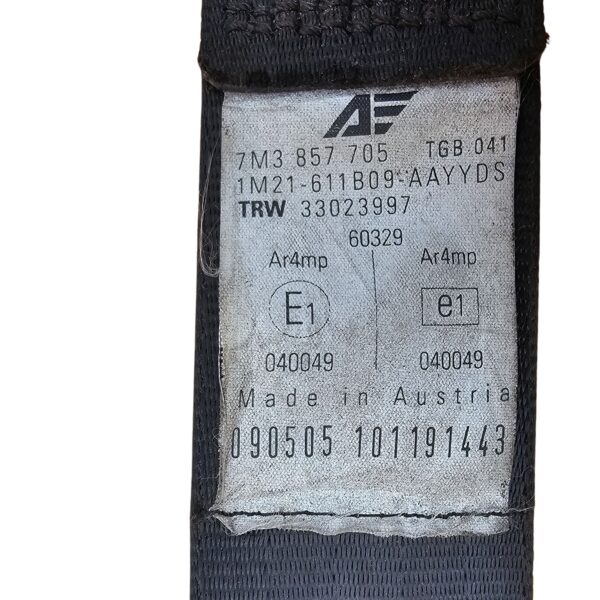 AE
7M3 857 705 TGB 041
1M21-611B09-AAYYDS
TRW 33023997
60329
Ar4mp Ar4mp
E1 e1
040049 040049
Made in Austria
090505 101191443